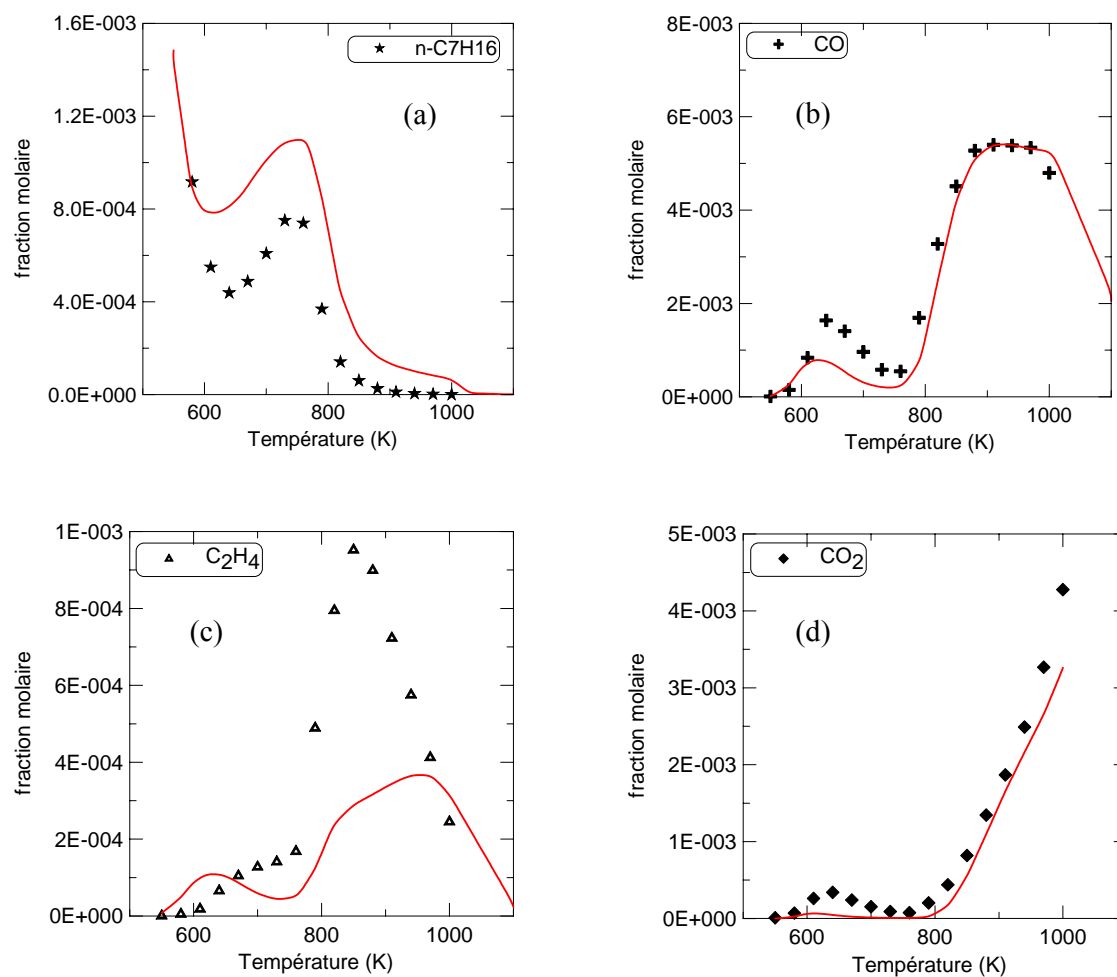 1.6E-003
n-C7H16
1.2E-003
(a)
8.0E-004
4.0E-004
0.0E+000
600
800
1000
Température (K)
fraction molaire
8E-003
CO
6E-003
(b)
4E-003
2E-003
0E+000
600
800
1000
Température (K)
fraction molaire
1E-003
C2H4
8E-004
(c)
6E-004
4E-004
2E-004
0E+000
600
800
1000
Température (K)
fraction molaire
5E-003
CO2
4E-003
(d)
3E-003
2E-003
1E-003
0E+000
600
800
1000
Température (K)
fraction molaire